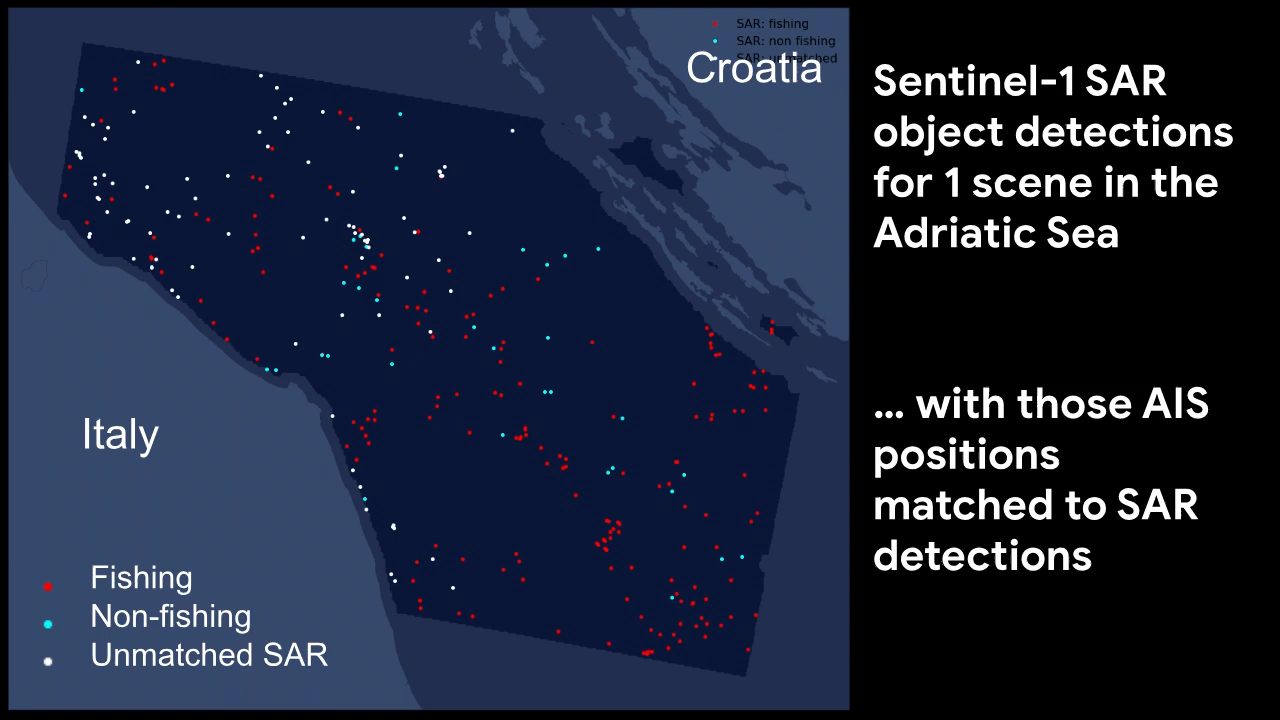 SAR: fishing
SAR: non fishing
Croatia
Italy
Fishing
Non-fishing
Unmatched SAR
Sentinel-1 SAR
object detections
for 1 scene in the
Adriatic Sea
... with those AIS
positions
matched to SAR
detections